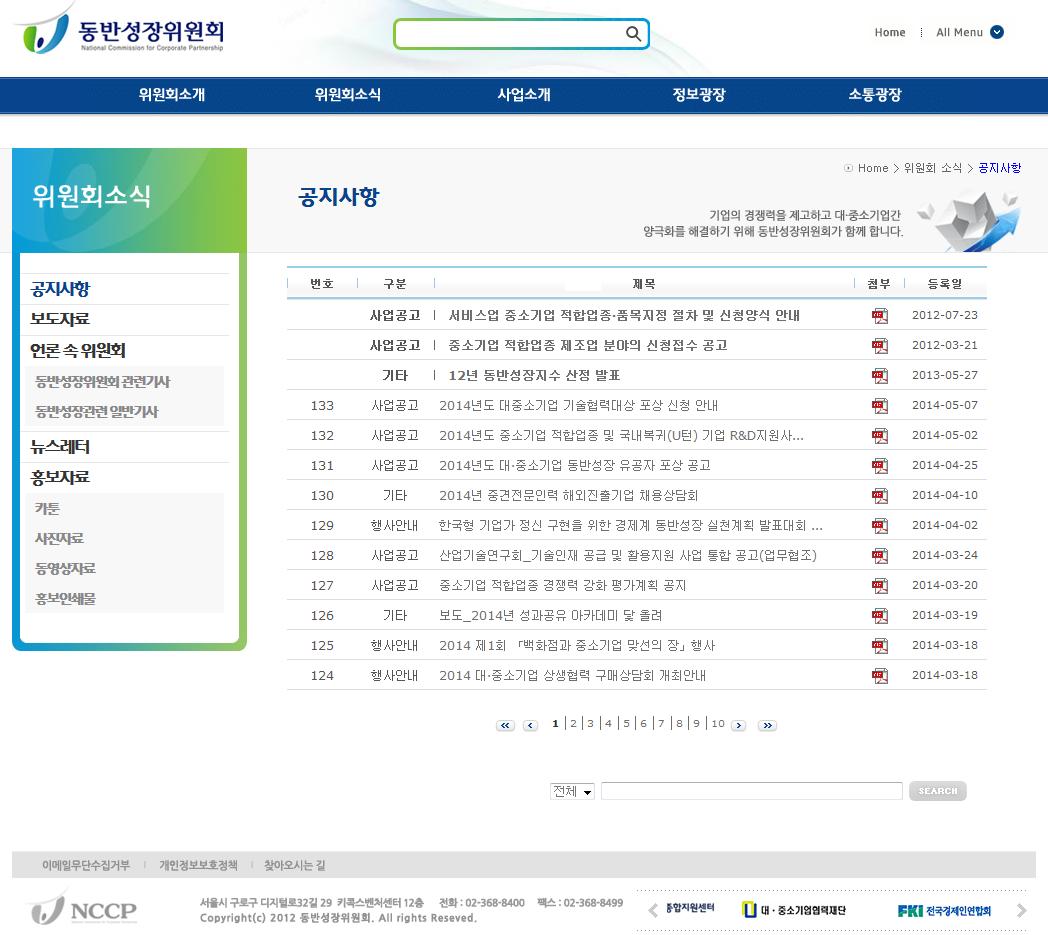 동반성장위원회
National Commission for Corporate Partnership
Home
All Menu
위원회소개
위원회소식
사업소개
정보광장
소통광장
위원회소식
공지사항
보도자료
언론 속 위원회
동반성장위원회 관련기사
동반성장관련 일반기사
뉴스레터
홍보자료
카툰
사진자료
동영상자료
홍보인쇄물
Home > 위원회 소식 > 공지사항
공지사항
기업의 경쟁력을 제고하고 대·중소기업간
양극화를 해결하기 위해 동반성장위원회가 함께 합니다.
번호 구분 제목 첨부 등록일
사업공고 서비스업 중소기업 적합업종·품목지정 절차 및 신청양식 안내 2012-07-23
사업공고 중소기업 적합업종 제조업 분야의 신청접수 공고 2012-03-21
기타 12년 동반성장지수 산정 발표 2013-05-27
133 사업공고 2014년도 대중소기업 기술협력대상 포상 신청 안내 2014-05-07
132 사업공고 2014년도 중소기업 적합업종 및 국내복귀(U턴) 기업 R&D지원사... 2014-05-02
131 사업공고 2014년도 대·중소기업 동반성장 유공자 포상 공고 2014-04-25
130 기타 2014년 중견전문인력 해외진출기업 채용상담회 2014-04-10
129 행사안내 한국형 기업가 정신 구현을 위한 경제계 동반성장 실천계획 발표대회 ... 2014-04-02
128 사업공고 산업기술연구회_기술인재 공급 및 활용지원 사업 통합 공고(업무협조) 2014-03-24
127 사업공고 중소기업 적합업종 경쟁력 강화 평가계획 공지 2014-03-20
126 기타 보도_2014년 성과공유 아카데미 닻 올려 2014-03-19
125 행사안내 2014 제1회 「백화점과 중소기업 맞선의 장」 행사 2014-03-18
124 행사안내 2014 대·중소기업 상생협력 구매상담회 개최안내 2014-03-18
1 | 2 | 3 | 4 | 5 | 6 | 7 | 8 | 9 | 10
전체
SEARCH
이메일무단수집거부
개인정보보호정책
찾아오시는 길
NCCP
서울시 구로구 디지털로32길 29 키콕스벤처센터 12층 전화 : 02-368-8400 팩스 : 02-368-8499
Copyright(c) 2012 동반성장위원회. All rights Reseved.
통합지원센터
대·중소기업협력재단
FKI 전국경제인연합회